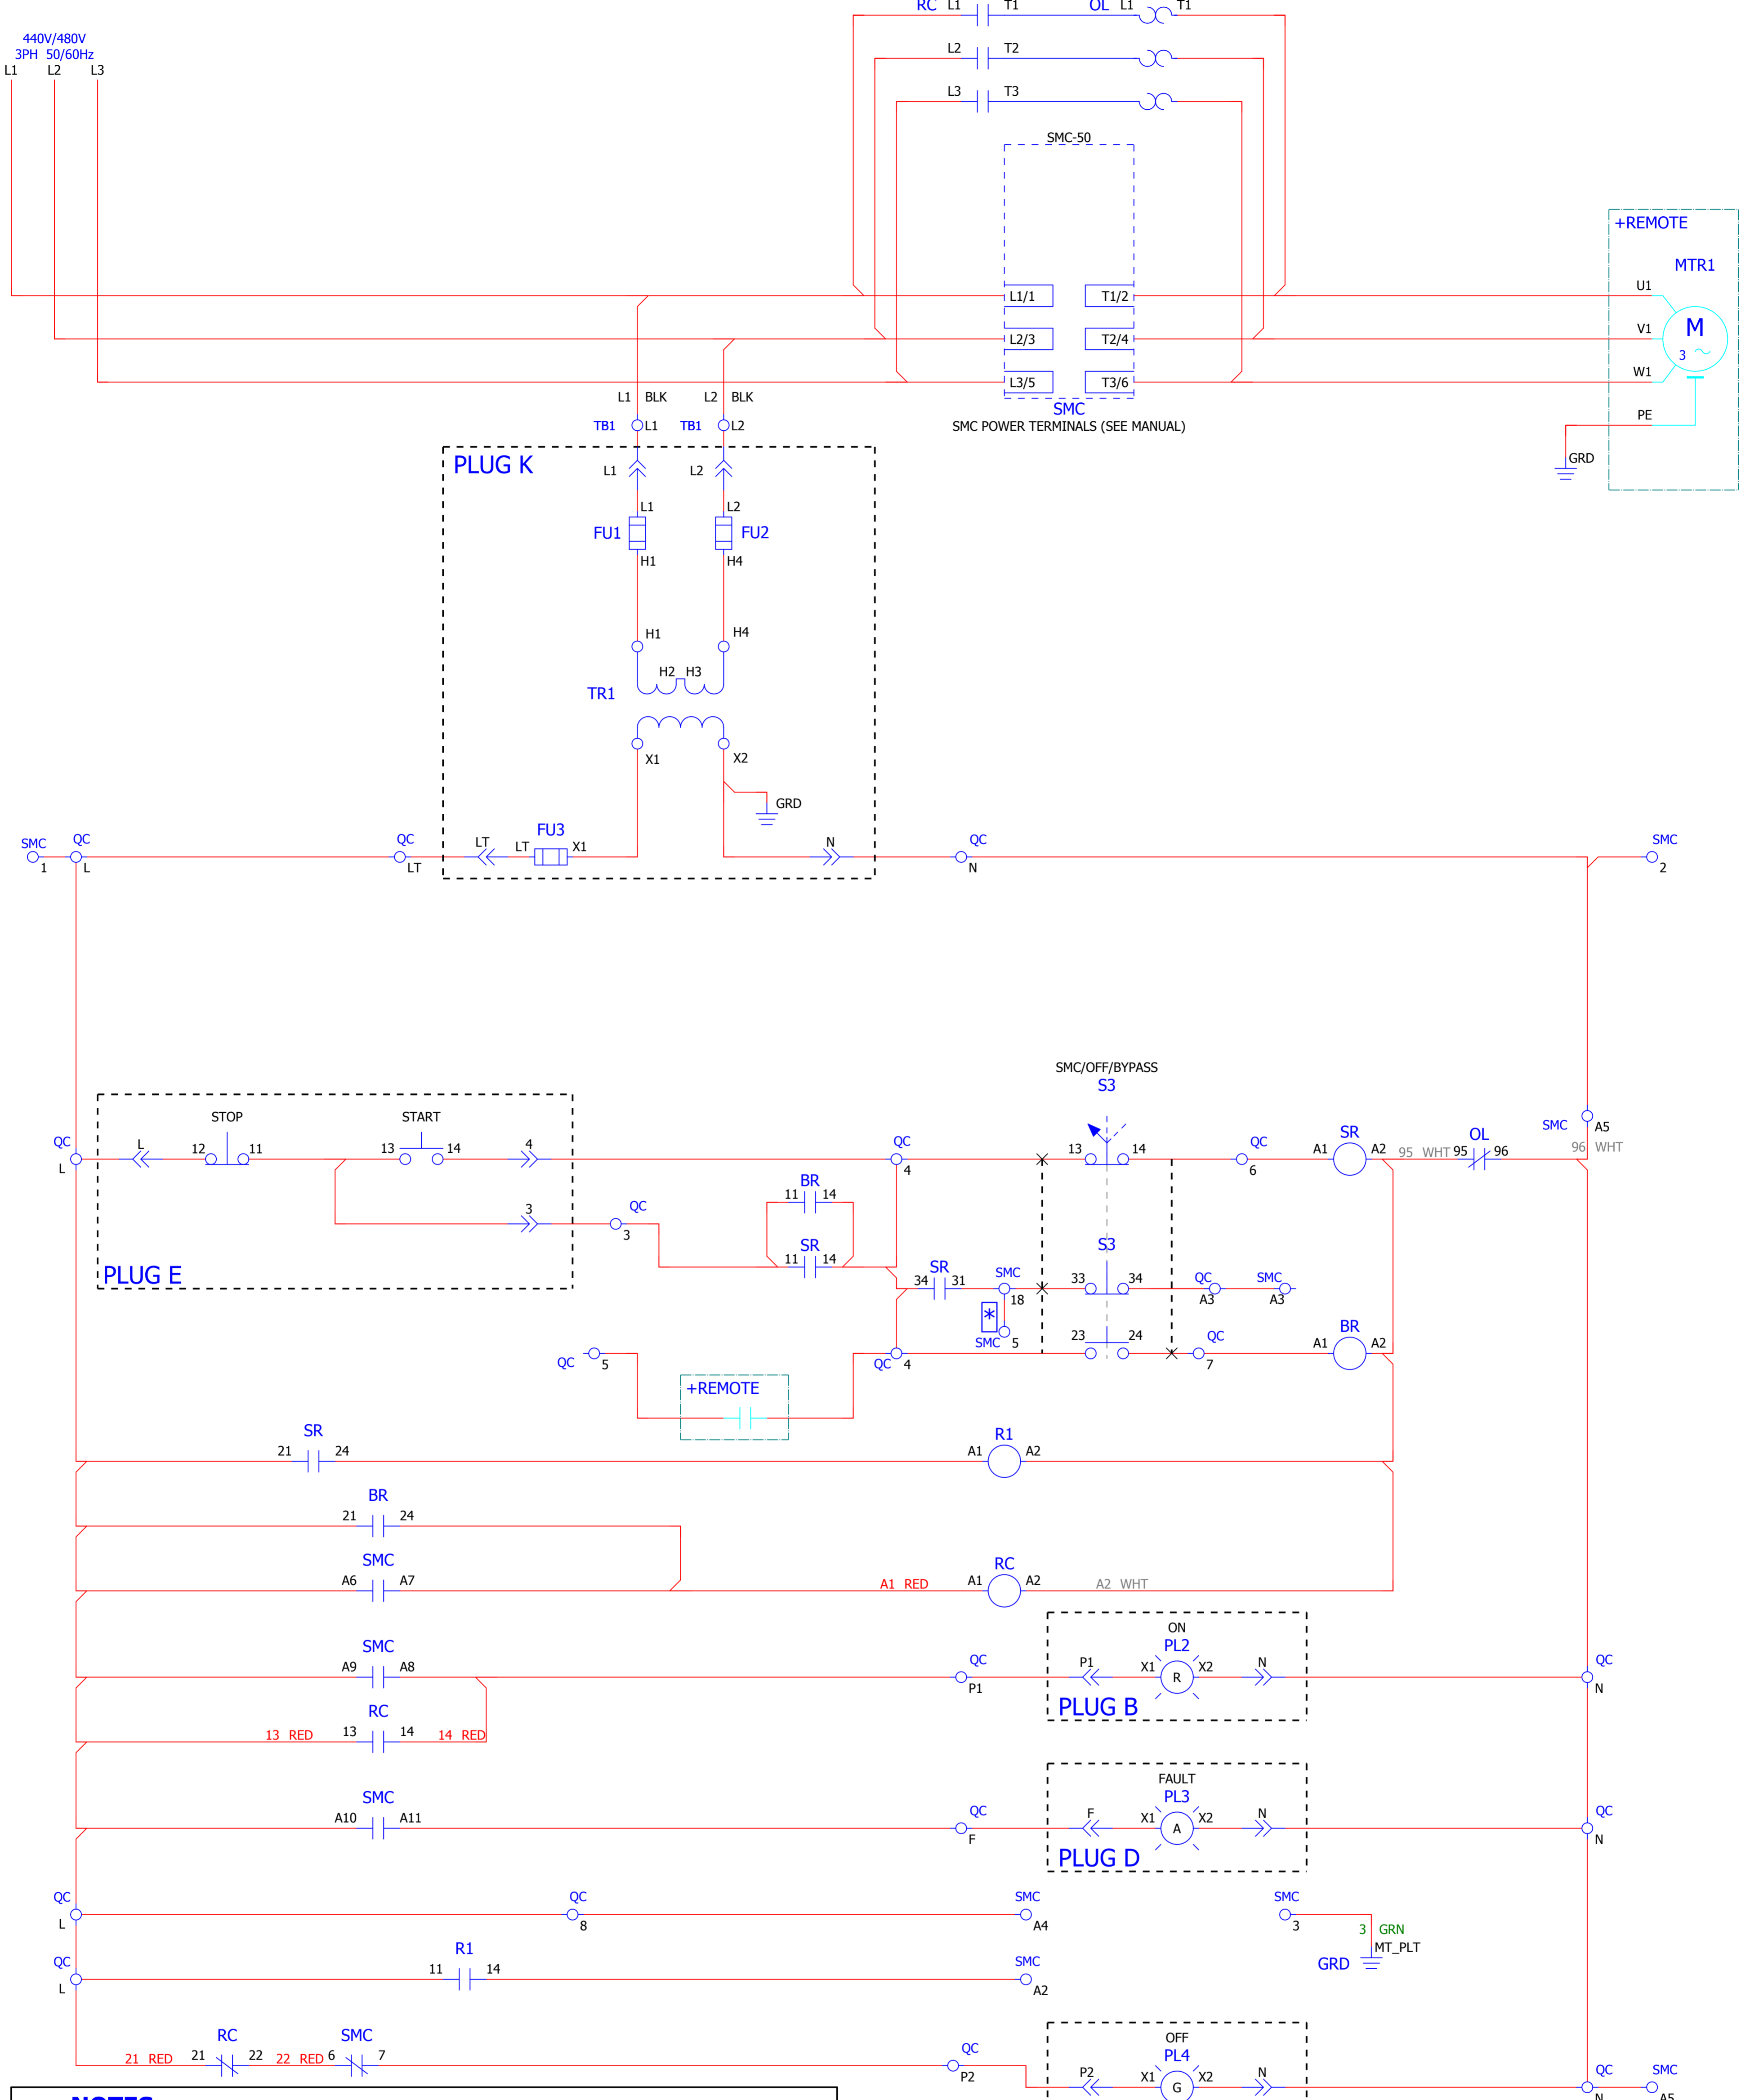 RC L1 T1 OL L1 T1
440V/480V
3PH 50/60Hz
L1 L2 L3
L2 T2
L3 T3
SMC-50
+REMOTE
MTR1
L1/1 T1/2 U1
L2/3 T2/4 V1 M
3
L3/5 T3/6 W1
L1 BLK L2 BLK
SMC PE
TB1 L1 TB1 L2 SMC POWER TERMINALS (SEE MANUAL)
PLUG K
L1 L2 GRD
L1 L2
FU1 FU2
H1 H4
H1 H4
H2 H3
TR1
X1 X2
GRD
FU3
SMC QC QC LT LT X1 N QC SMC
1 L LT N 2
SMC/OFF/BYPASS
S3
STOP START
SMC A5
QC L 12 11 13 14 4 QC 13 14 QC SR OL
L 4 6 A1 A2 95 WHT 95 96 96 WHT
BR
11 14
3 QC
3
SR S3
11 14
PLUG E
SR SMC
34 31 33 34 QC SMC
18 A3 A3
*
SMC 5 23 24 QC BR
QC 5 QC 4 7 A1 A2
+REMOTE
SR R1
21 24 A1 A2
BR
21 24
SMC RC
A6 A7 A1 RED A1 A2 A2 WHT
ON
SMC PL2
A9 A8 QC P1 X1 R X2 N QC
P1 N
RC PLUG B
13 RED 13 14 14 RED
FAULT
SMC PL3
A10 A11 QC F X1 A X2 N QC
F N
PLUG D
QC QC SMC SMC
L 8 A4 3
3 GRN
R1 MT_PLT
QC 11 14 SMC GRD
L A2
OFF
RC SMC PL4
21 RED 21 22 22 RED 6 7 QC
P2 P2 X1 G X2 N QC SMC
N A5
NOTES